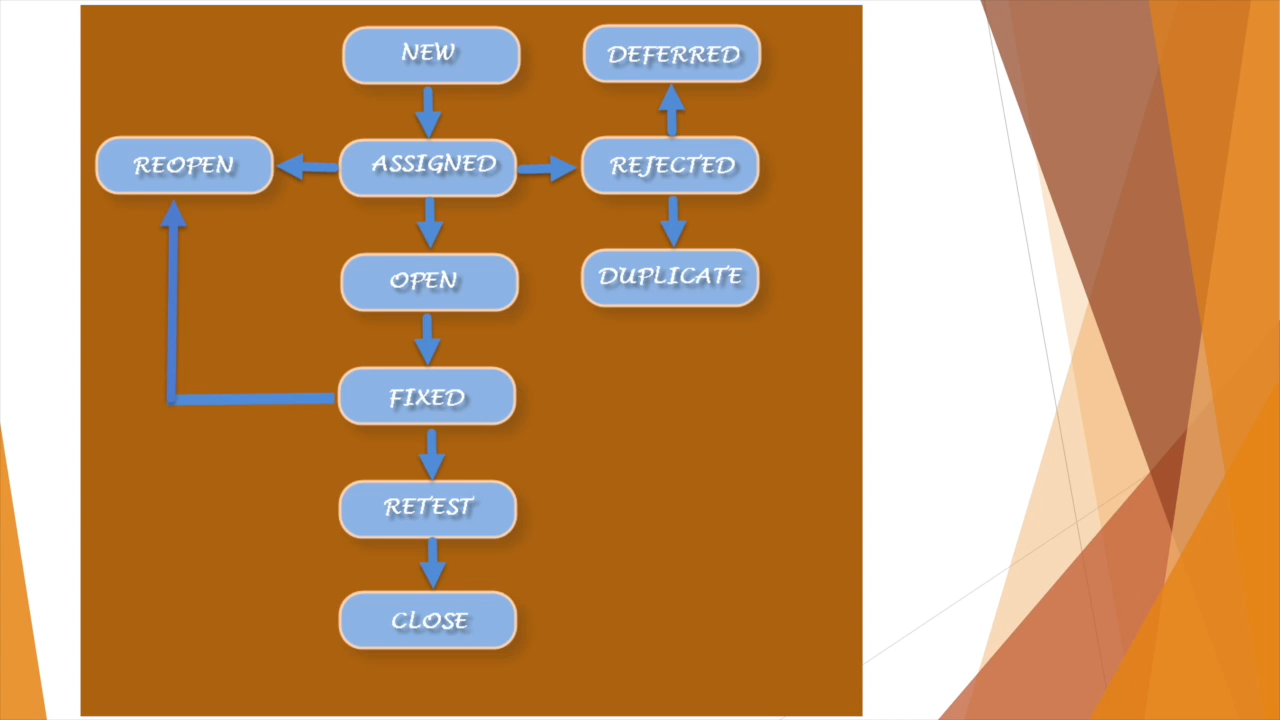 NEW
DEFERRED
REOPEN
ASSIGNED
REJECTED
OPEN
DUPLICATE
FIXED
RETEST
CLOSE